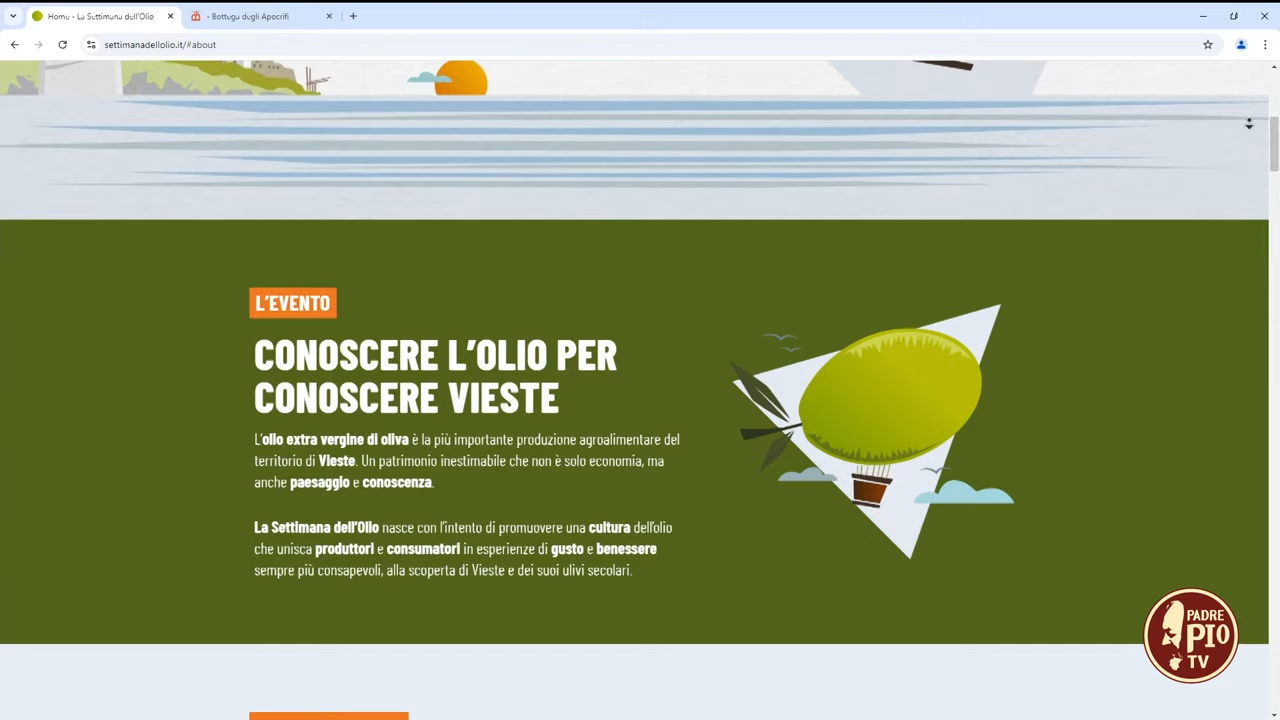 Home - La Settimana dell'Olio
- Bottega degli Apocrifi
settimanadellolio.it/#about
L'EVENTO
CONOSCERE L'OLIO PER
CONOSCERE VIESTE
L'olio extra vergine di oliva è la più importante produzione agroalimentare del
territorio di Vieste. Un patrimonio inestimabile che non è solo economia, ma
anche paesaggio e conoscenza.
La Settimana dell'Olio nasce con l'intento di promuovere una cultura dell'olio
che unisca produttori e consumatori in esperienze di gusto e benessere
sempre più consapevoli, alla scoperta di Vieste e dei suoi ulivi secolari.
PADRE
PIO
TV